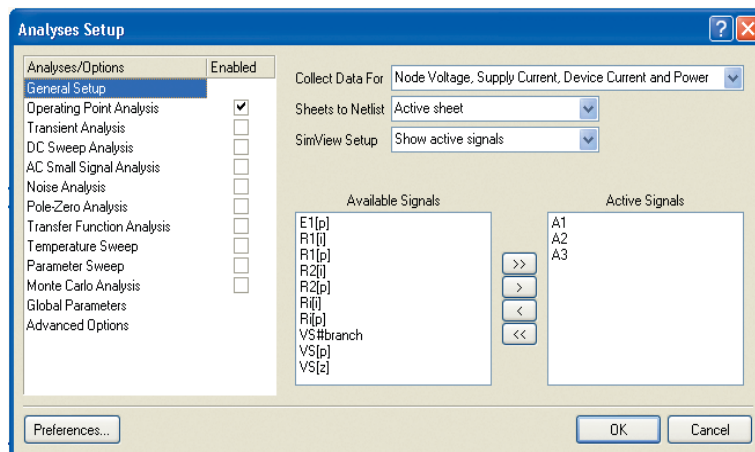 Analyses Setup
Analyses/Options Enabled
General Setup
Operating Point Analysis
Transient Analysis
DC Sweep Analysis
AC Small Signal Analysis
Noise Analysis
Pole-Zero Analysis
Transfer Function Analysis
Temperature Sweep
Parameter Sweep
Monte Carlo Analysis
Global Parameters
Advanced Options
Collect Data For Node Voltage, Supply Current, Device Current and Power
Sheets to Netlist Active sheet
SimView Setup Show active signals
Available Signals
E1[p]
R1[i]
R1[p]
R2[i]
R2[p]
Ri[i]
Ri[p]
VS#branch
VS[p]
VS[z]
>>
>
<
<<
Active Signals
A1
A2
A3
Preferences...
OK
Cancel